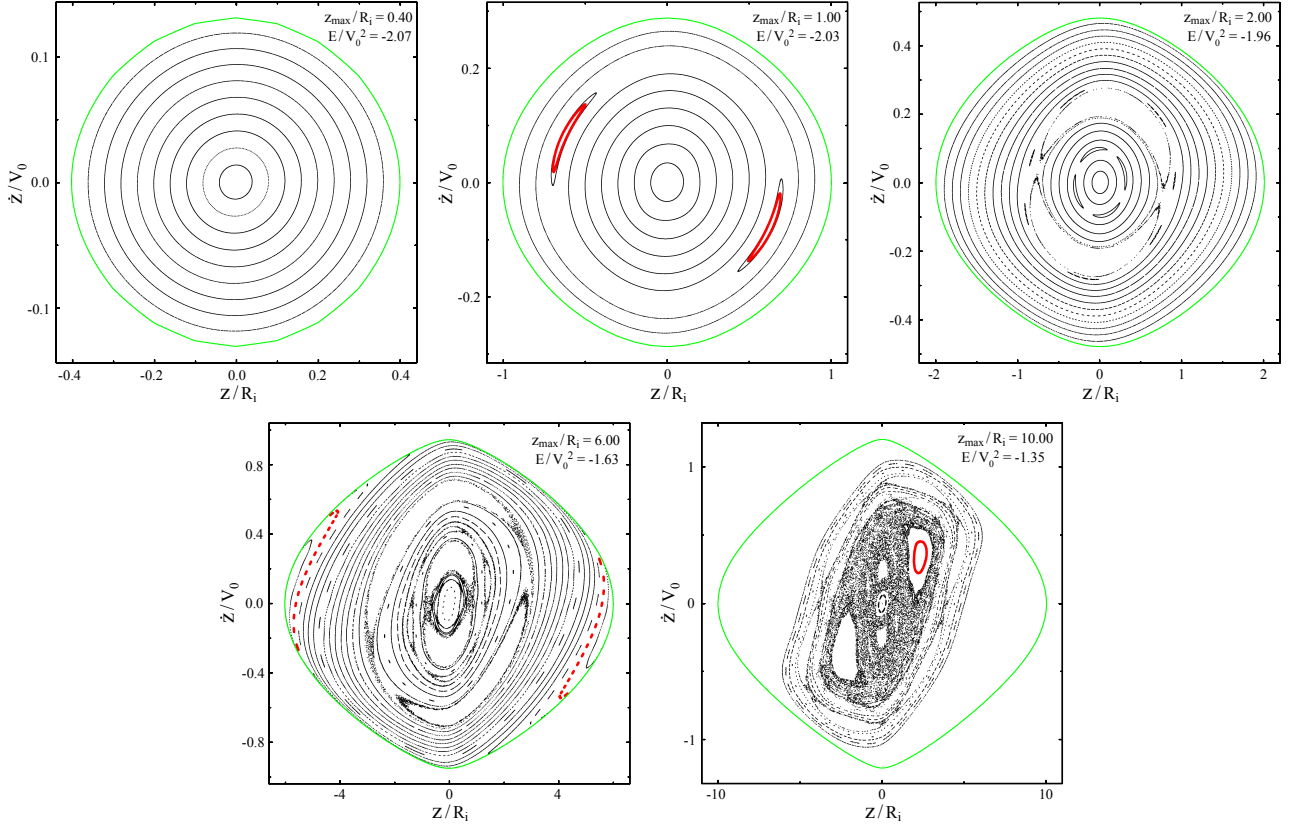 z_max/R_i = 0.40
E/V_0^2 = -2.07
0.1
0.0
-0.1
ż/V_0
-0.4 -0.2 0.0 0.2 0.4
z/R_i
z_max/R_i = 1.00
E/V_0^2 = -2.03
0.2
0.0
-0.2
ż/V_0
-1 0 1
z/R_i
z_max/R_i = 2.00
E/V_0^2 = -1.96
0.4
0.2
0.0
-0.2
-0.4
ż/V_0
-2 -1 0 1 2
z/R_i
z_max/R_i = 6.00
E/V_0^2 = -1.63
0.8
0.4
0.0
-0.4
-0.8
ż/V_0
-4 0 4
z/R_i
z_max/R_i = 10.00
E/V_0^2 = -1.35
1
0
-1
ż/V_0
-10 0 10
z/R_i